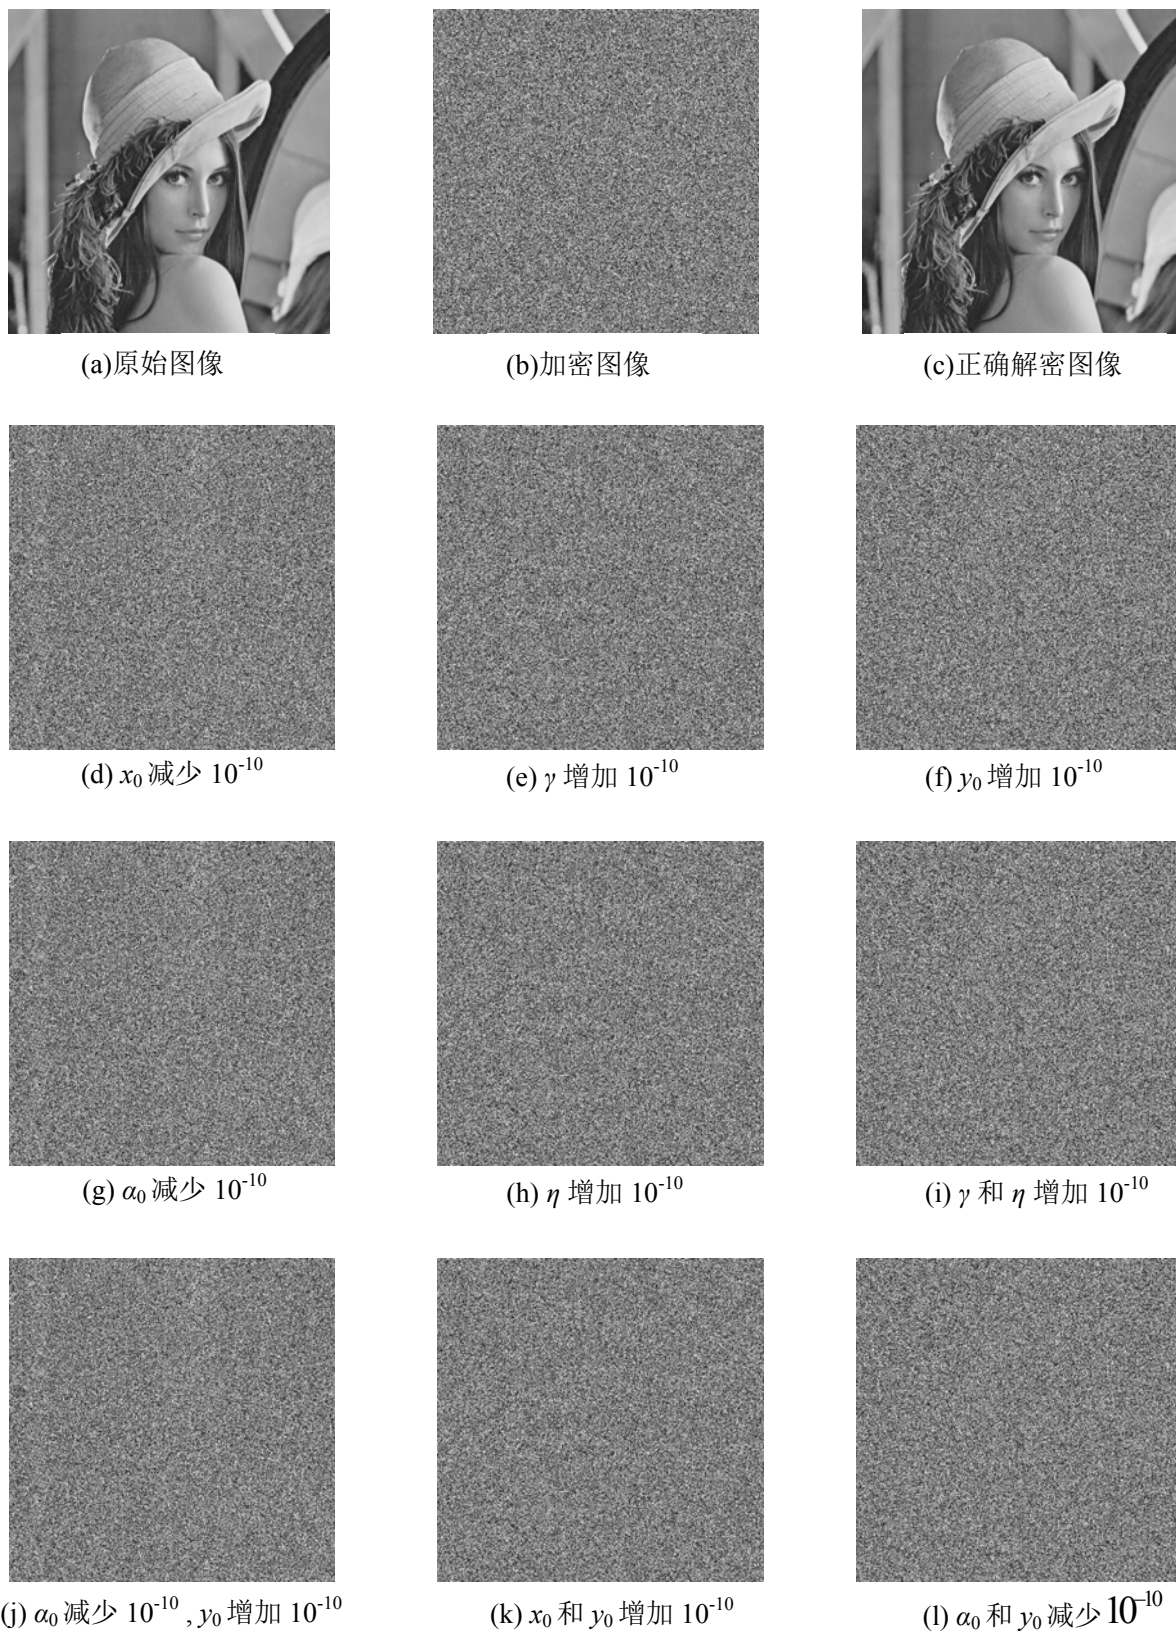 (a)原始图像
(b)加密图像
(c)正确解密图像
(d) x₀ 减少 10⁻¹⁰
(e) γ 增加 10⁻¹⁰
(f) y₀ 增加 10⁻¹⁰
(g) α₀ 减少 10⁻¹⁰
(h) η 增加 10⁻¹⁰
(i) γ 和 η 增加 10⁻¹⁰
(j) α₀ 减少 10⁻¹⁰ , y₀ 增加 10⁻¹⁰
(k) x₀ 和 y₀ 增加 10⁻¹⁰
(l) α₀ 和 y₀ 减少 10⁻¹⁰